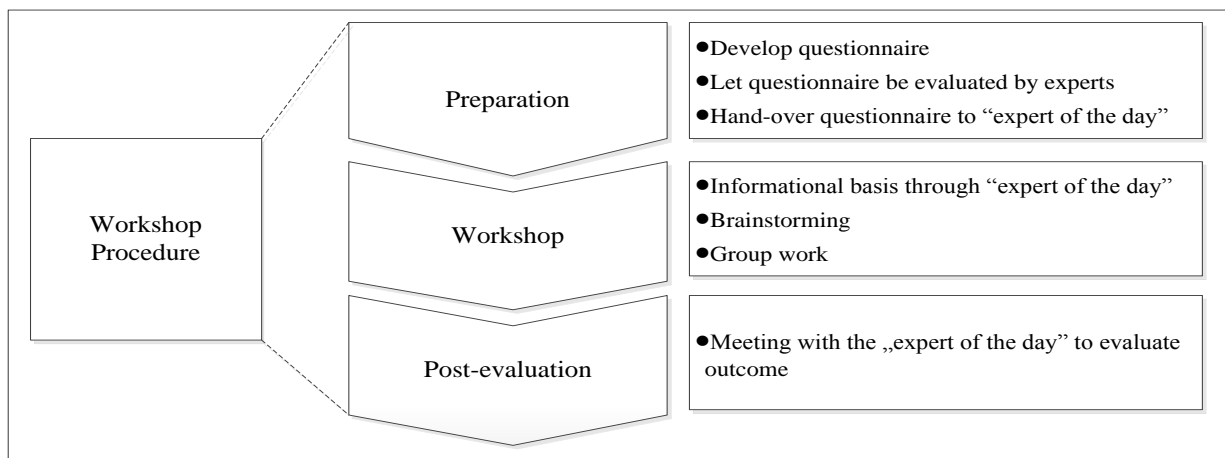 Workshop
Procedure
Preparation
●Develop questionnaire
●Let questionnaire be evaluated by experts
●Hand-over questionnaire to “expert of the day”
Workshop
●Informational basis through “expert of the day”
●Brainstorming
●Group work
Post-evaluation
●Meeting with the „expert of the day” to evaluate
outcome